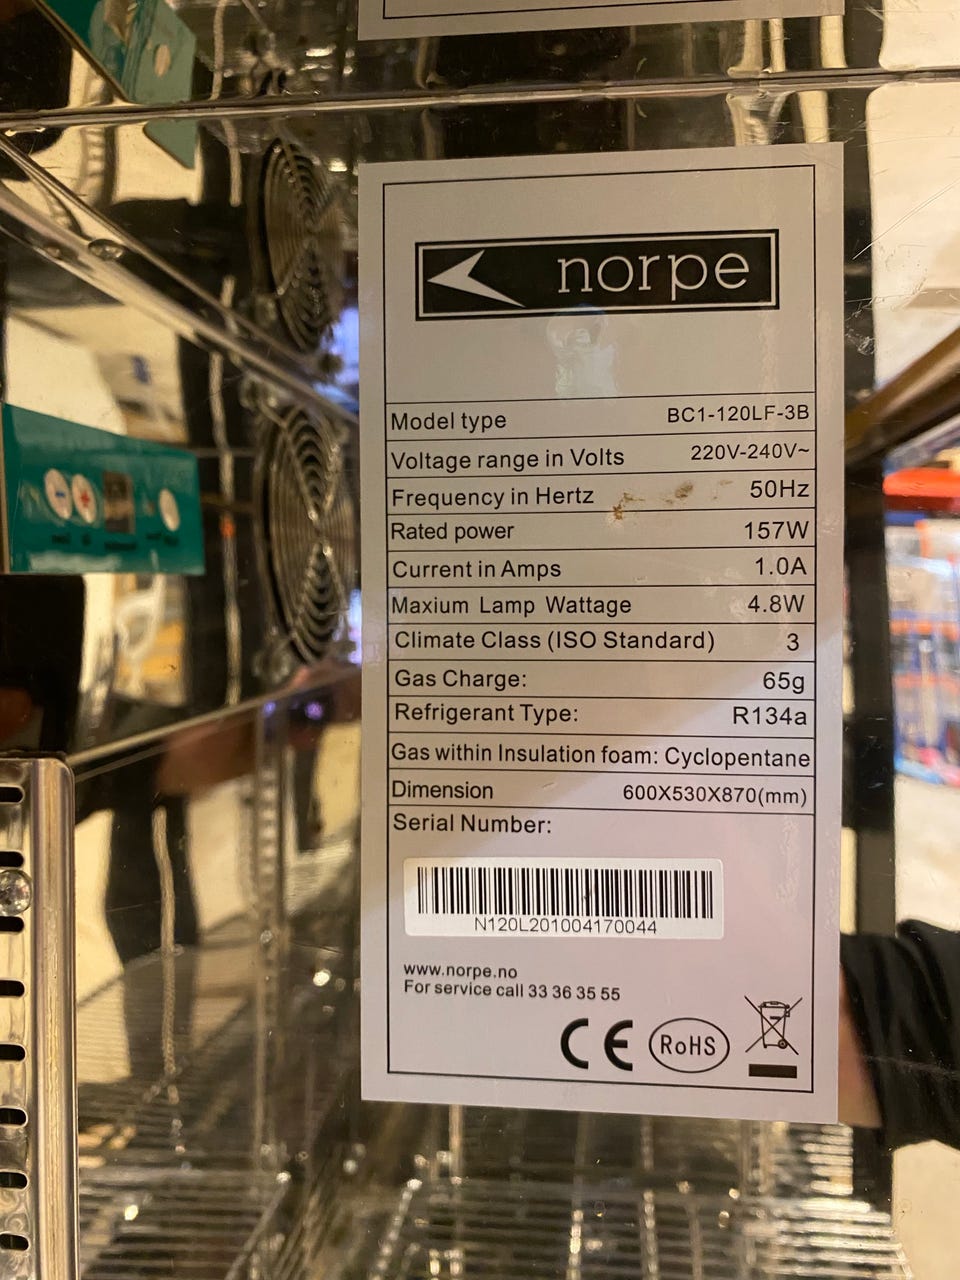 norpe
Model type BC1-120LF-3B
Voltage range in Volts 220V-240V~
Frequency in Hertz 50Hz
Rated power 157W
Current in Amps 1.0A
Maxium Lamp Wattage 4.8W
Climate Class (ISO Standard) 3
Gas Charge: 65g
Refrigerant Type: R134a
Gas within Insulation foam: Cyclopentane
Dimension 600X530X870(mm)
Serial Number:
N120L201004170044
www.norpe.no
For service call 33 36 35 55
CE RoHS